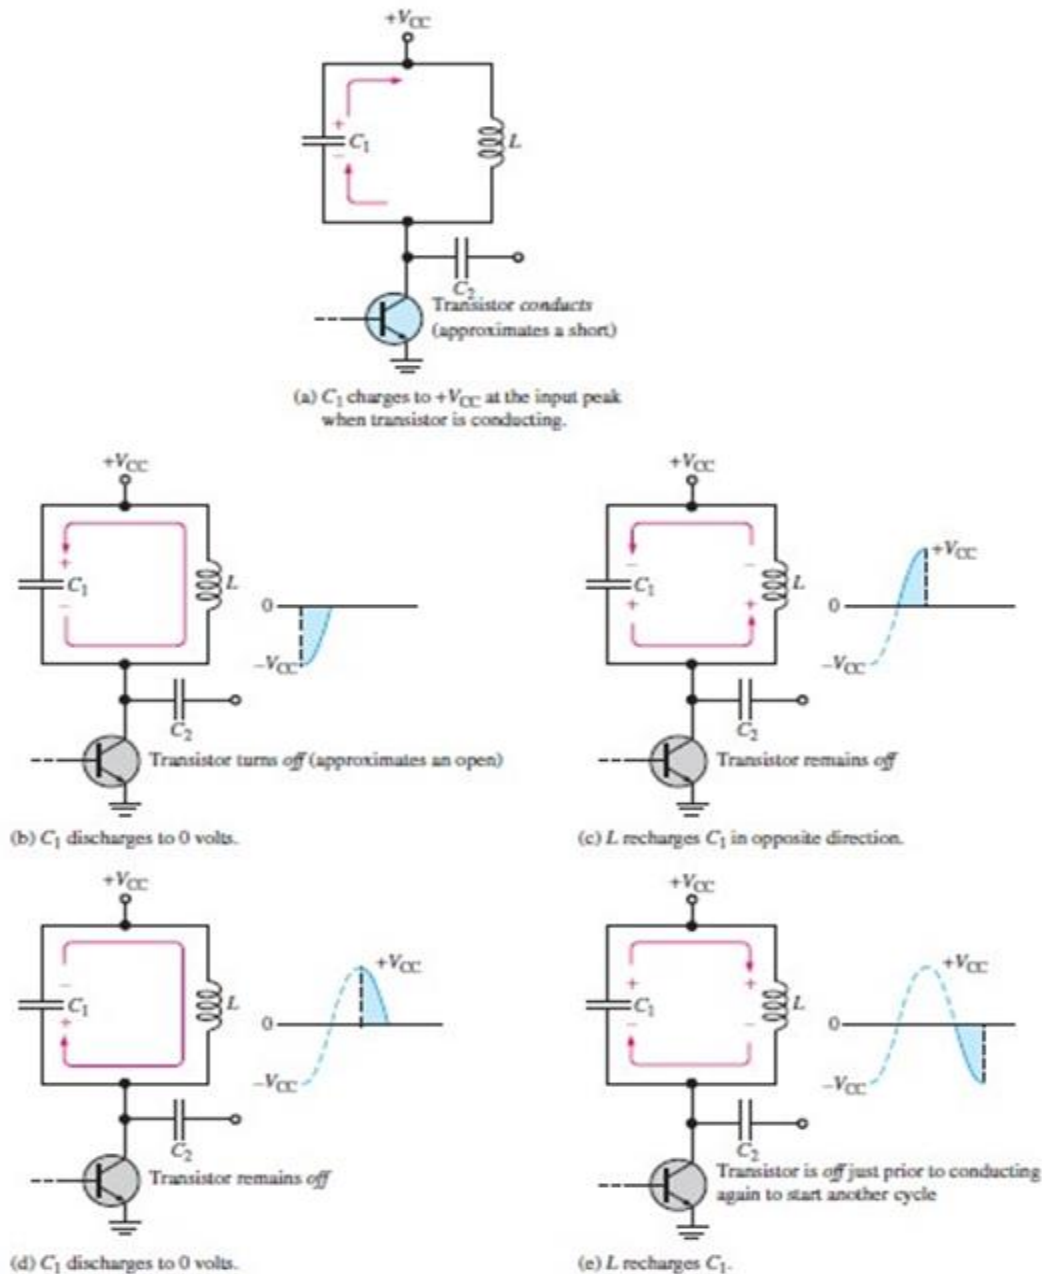 +VCC
+
C1
−
L
C2
Transistor conducts
(approximates a short)
(a) C1 charges to +VCC at the input peak
when transistor is conducting.
+VCC
+
C1
−
L
0
−VCC
C2
Transistor turns off (approximates an open)
(b) C1 discharges to 0 volts.
+VCC
− −
C1
+ +
L
+VCC
0
−VCC
C2
Transistor remains off
(c) L recharges C1 in opposite direction.
+VCC
−
C1
+
L
+VCC
0
−VCC
C2
Transistor remains off
(d) C1 discharges to 0 volts.
+VCC
+ +
C1
− −
L
+VCC
0
−VCC
C2
Transistor is off just prior to conducting
again to start another cycle
(e) L recharges C1.